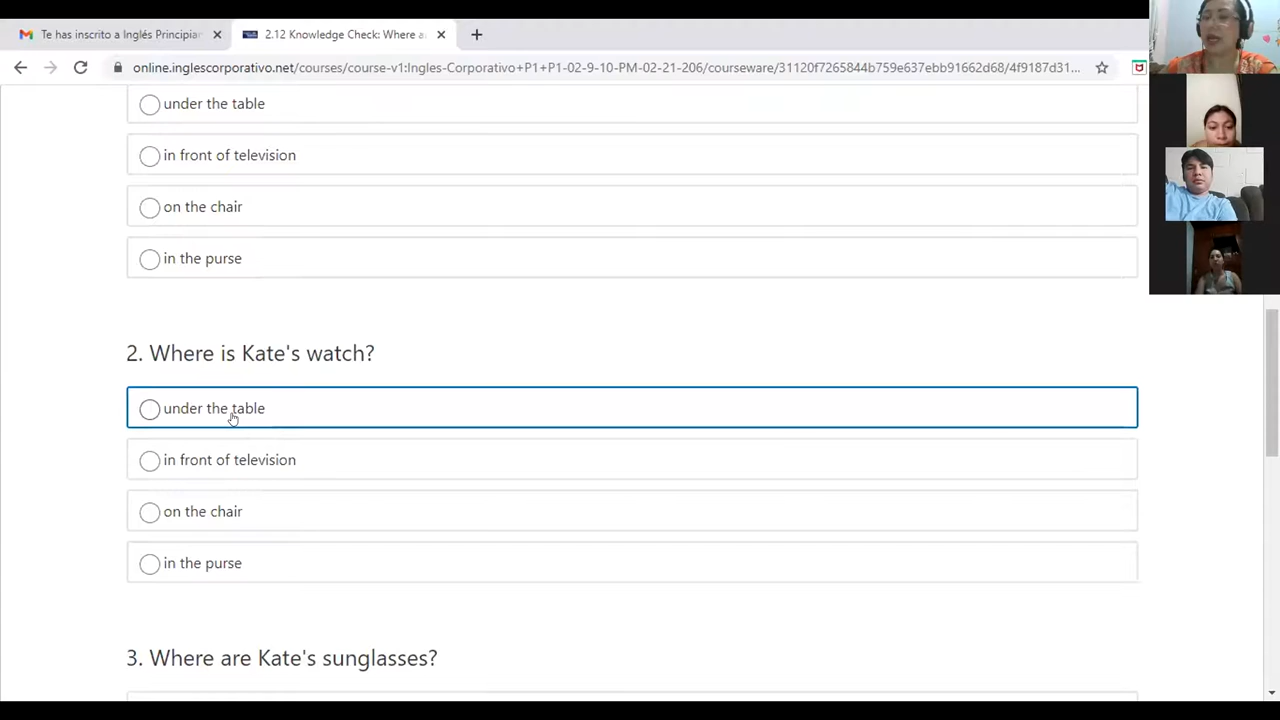 Te has inscrito a Inglés Principian
2.12 Knowledge Check: Where a
online.inglescorporativo.net/courses/course-v1:Ingles-Corporativo+P1+P1-02-9-10-PM-02-21-206/courseware/31120f7265844b759e637ebb91662d68/4f9187d31...
under the table
in front of television
on the chair
in the purse
2. Where is Kate's watch?
under the table
in front of television
on the chair
in the purse
3. Where are Kate's sunglasses?